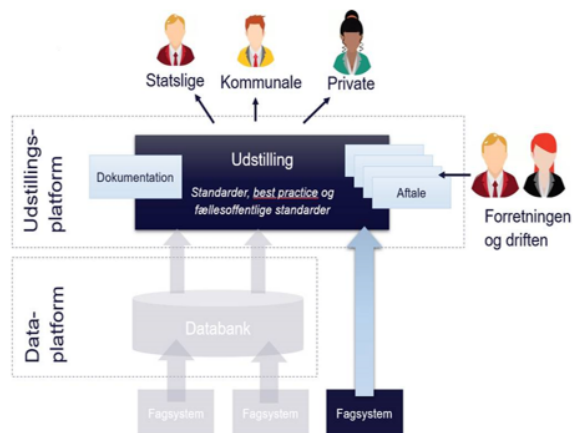 Statslige
Kommunale
Private
Udstillings-
platform
Dokumentation
Udstilling
Standarder, best practice og
fællesoffentlige standarder
Aftale
Forretningen
og driften
Data-
platform
Databank
Fagsystem
Fagsystem
Fagsystem